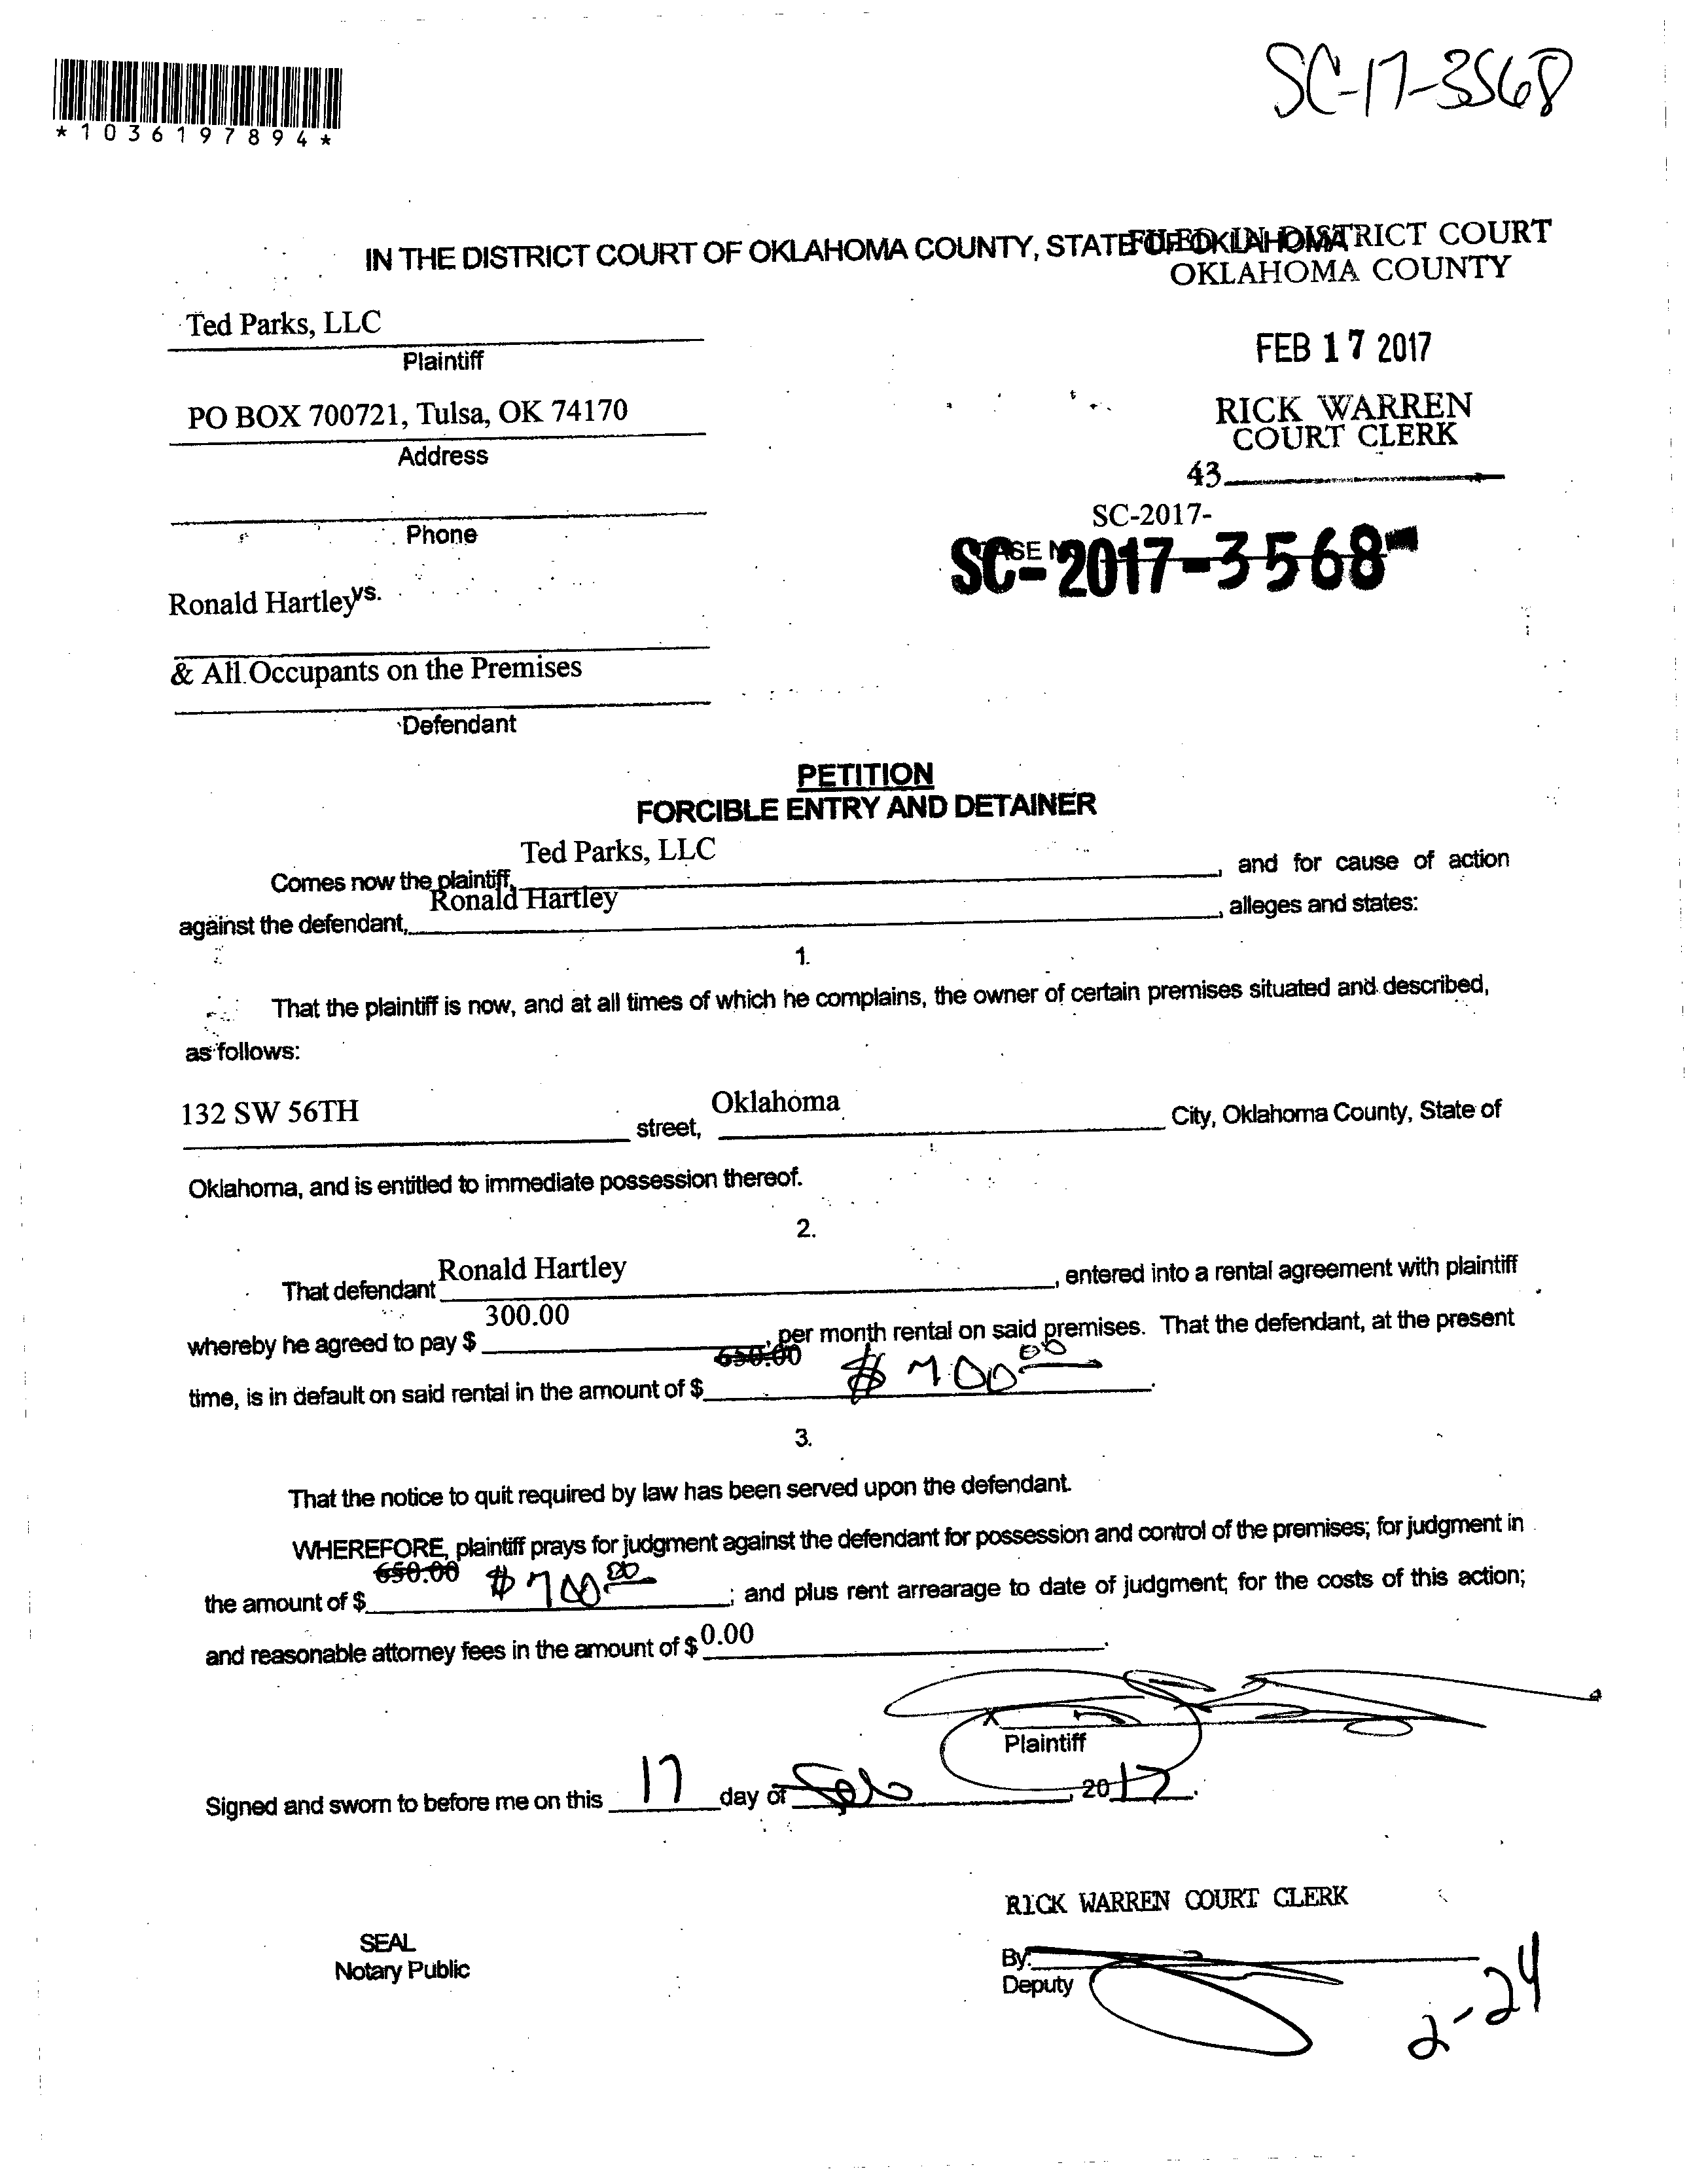 SC-17-3568
*1036197894*
IN THE DISTRICT COURT OF OKLAHOMA COUNTY, STATE OF OKLAHOMA
FILED IN DISTRICT COURT
OKLAHOMA COUNTY
Ted Parks, LLC
Plaintiff
FEB 17 2017
PO BOX 700721, Tulsa, OK 74170
Address
RICK WARREN
COURT CLERK
43
Phone
SC-2017-
SC-2017-3568
Ronald Hartley vs.
& All Occupants on the Premises
Defendant
PETITION
FORCIBLE ENTRY AND DETAINER
Comes now the plaintiff, Ted Parks, LLC, and for cause of action
against the defendant, Ronald Hartley, alleges and states:
1.
That the plaintiff is now, and at all times of which he complains, the owner of certain premises situated and described,
as follows:
132 SW 56TH street, Oklahoma City, Oklahoma County, State of
Oklahoma, and is entitled to immediate possession thereof.
2.
That defendant Ronald Hartley, entered into a rental agreement with plaintiff
whereby he agreed to pay $ 300.00, per month rental on said premises. That the defendant, at the present
time, is in default on said rental in the amount of $ 650.00 $ 700 00.
3.
That the notice to quit required by law has been served upon the defendant.
WHEREFORE, plaintiff prays for judgment against the defendant for possession and control of the premises; for judgment in
the amount of $ 650.00 $ 700 00; and plus rent arrearage to date of judgment; for the costs of this action;
and reasonable attorney fees in the amount of $ 0.00.
X
Plaintiff
Signed and sworn to before me on this 17 day of Feb, 2017.
RICK WARREN COURT CLERK
SEAL
Notary Public
By:
Deputy
2-24